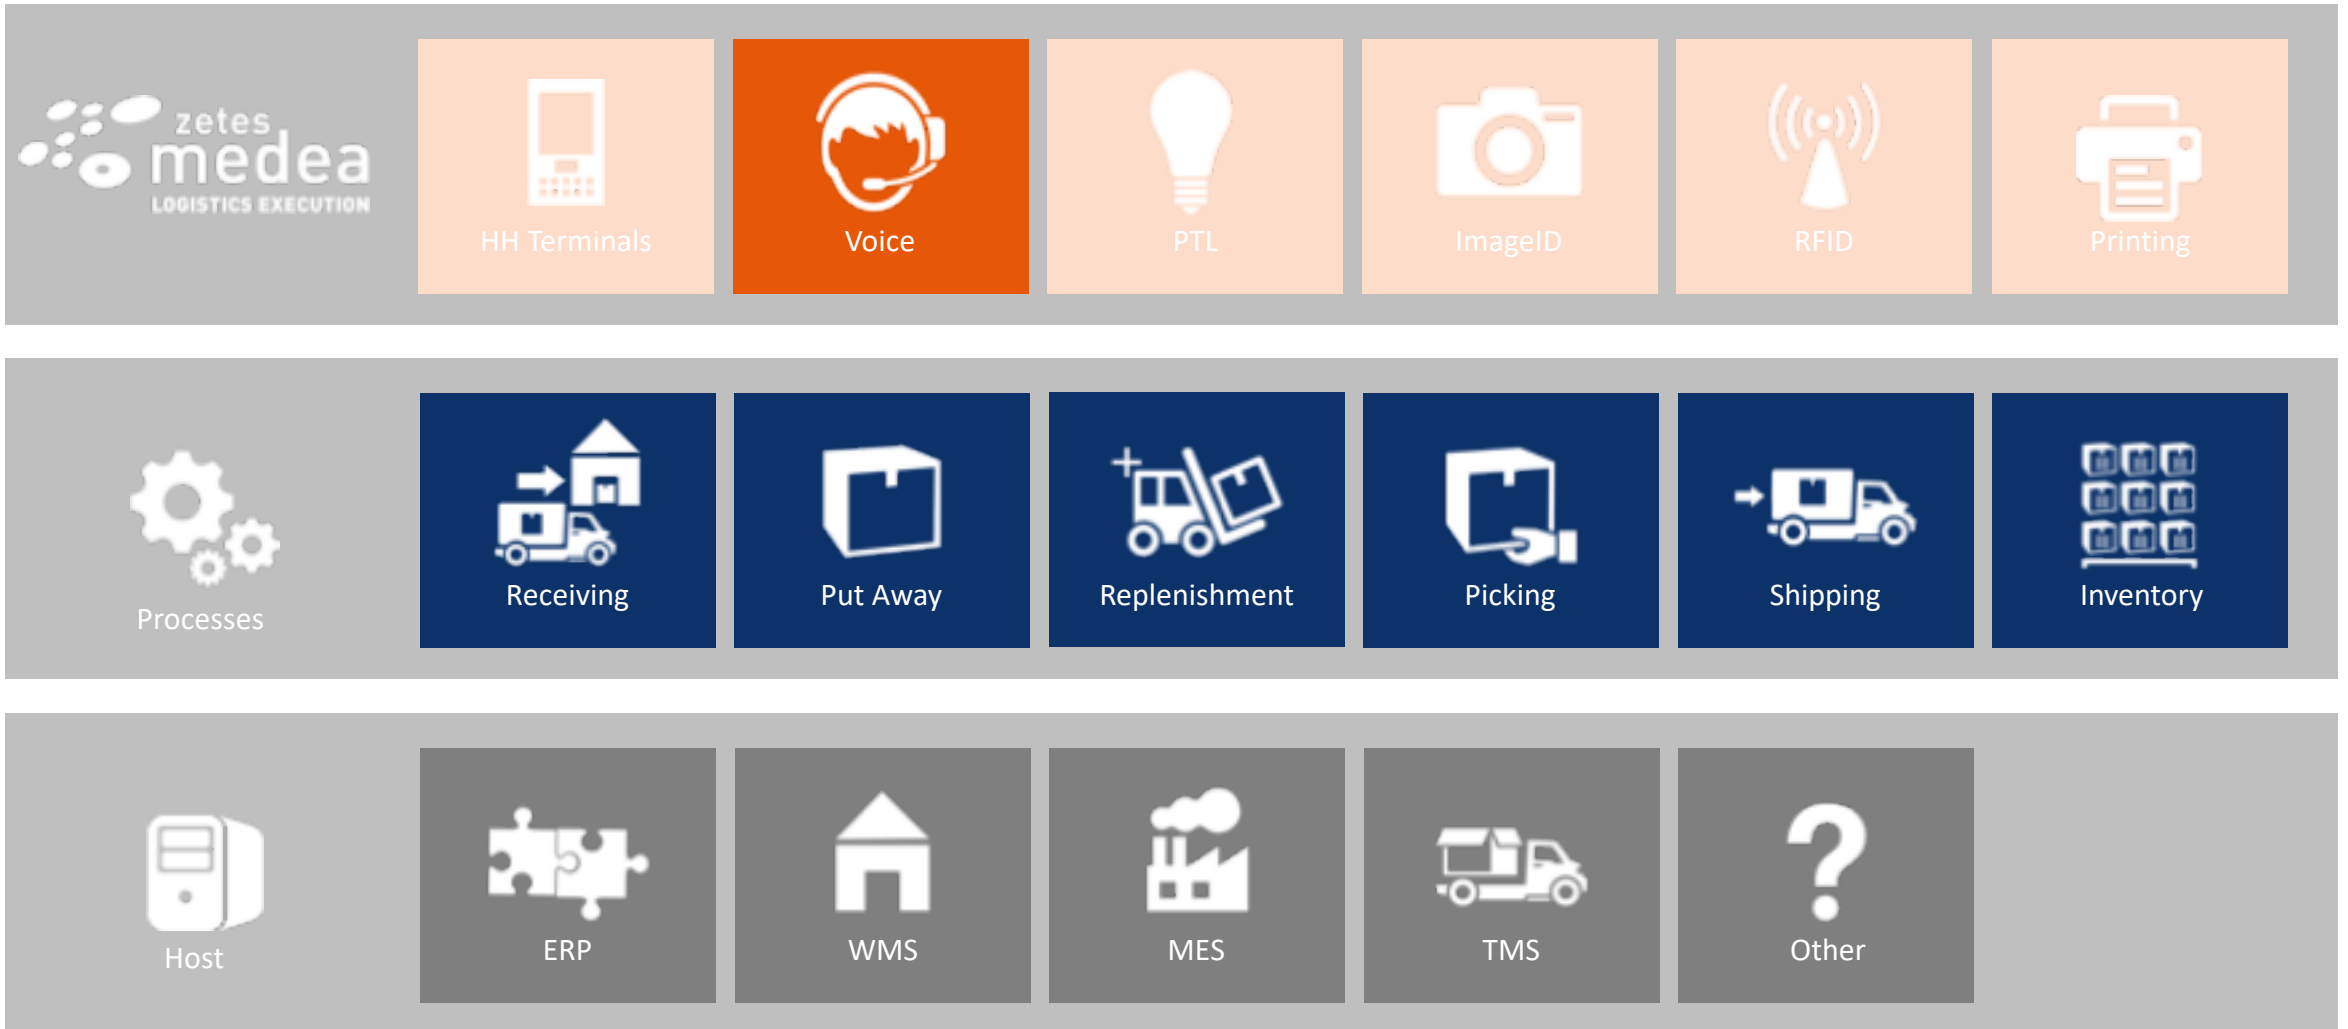 zetes
medea
LOGISTICS EXECUTION
HH Terminals
Voice
PTL
ImageID
RFID
Printing
Processes
Receiving
Put Away
Replenishment
Picking
Shipping
Inventory
Host
ERP
WMS
MES
TMS
Other